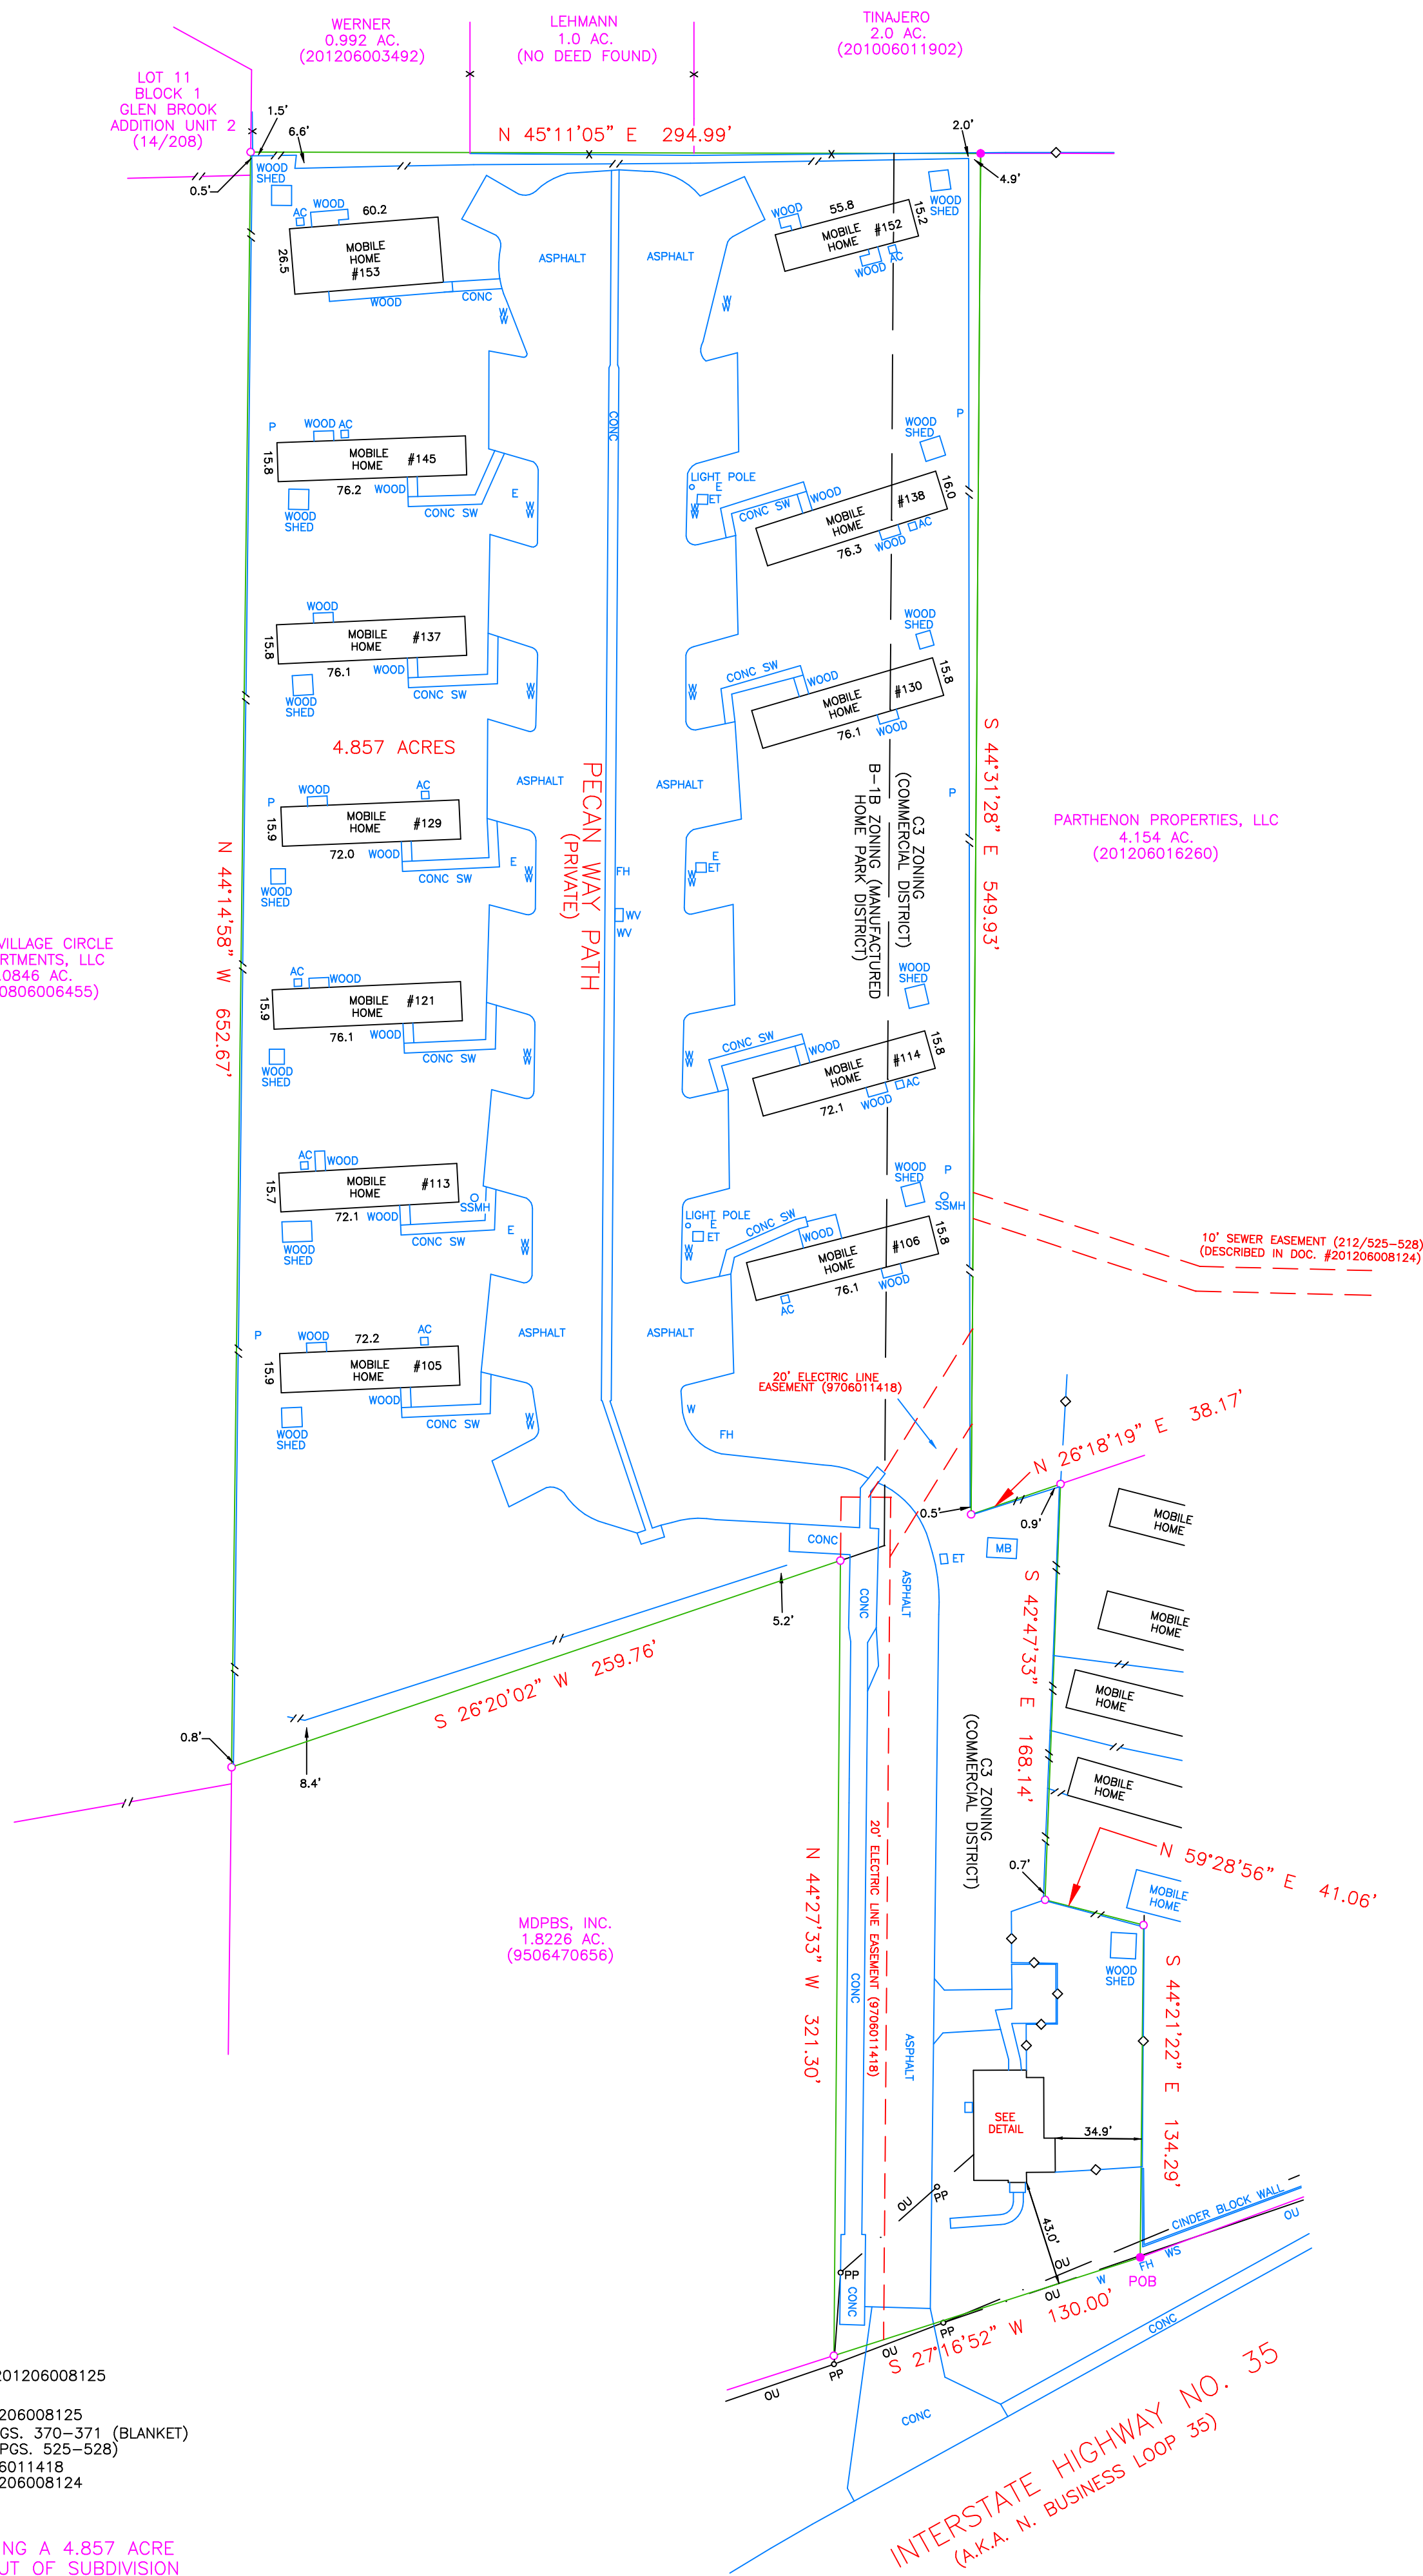 WERNER
0.992 AC.
(201206003492)
LEHMANN
1.0 AC.
(NO DEED FOUND)
TINAJERO
2.0 AC.
(201006011902)
LOT 11
BLOCK 1
GLEN BROOK
ADDITION UNIT 2
(14/208)
1.5'
6.6'
N 45°11'05" E 294.99'
2.0'
4.9'
0.5'
WOOD
SHED
AC
WOOD
60.2
26.5
MOBILE
HOME
#153
WOOD
CONC
W
W
ASPHALT
ASPHALT
W
W
WOOD
55.8
15.2
MOBILE
HOME
#152
WOOD
AC
WOOD
SHED
P
WOOD
AC
15.8
MOBILE
HOME
#145
76.2
WOOD
CONC SW
WOOD
SHED
E
W
W
CONC
LIGHT POLE
E
ET
W
W
CONC SW
WOOD
MOBILE
HOME
#138
16.0
76.3
WOOD
AC
WOOD
SHED
P
WOOD
15.8
MOBILE
HOME
#137
76.1
WOOD
CONC SW
WOOD
SHED
W
W
W
W
CONC SW
WOOD
MOBILE
HOME
#130
15.8
76.1
WOOD
WOOD
SHED
4.857 ACRES
ASPHALT
ASPHALT
PECAN WAY PATH
(PRIVATE)
C3 ZONING
(COMMERCIAL DISTRICT)
B-1B ZONING (MANUFACTURED
HOME PARK DISTRICT)
P
S 44°31'28" E 549.93'
PARTHENON PROPERTIES, LLC
4.154 AC.
(201206016260)
P
WOOD
AC
15.9
MOBILE
HOME
#129
72.0
WOOD
CONC SW
WOOD
SHED
E
W
W
FH
WV
WV
E
ET
W
W
N 44°14'58" W 652.67'
VILLAGE CIRCLE
RTMENTS, LLC
.0846 AC.
0806006455)
AC
WOOD
15.9
MOBILE
HOME
#121
76.1
WOOD
CONC SW
WOOD
SHED
W
W
W
W
CONC SW
WOOD
MOBILE
HOME
#114
15.8
72.1
WOOD
AC
WOOD
SHED
AC
WOOD
15.7
MOBILE
HOME
#113
72.1
WOOD
SSMH
CONC SW
WOOD
SHED
E
W
W
LIGHT POLE
E
ET
W
W
CONC SW
WOOD
MOBILE
HOME
#106
15.8
76.1
WOOD
AC
WOOD
SHED
P
SSMH
10' SEWER EASEMENT (212/525-528)
(DESCRIBED IN DOC. #201206008124)
P
WOOD
72.2
AC
15.9
MOBILE
HOME
#105
WOOD
CONC SW
WOOD
SHED
W
W
ASPHALT
ASPHALT
W
FH
20' ELECTRIC LINE
EASEMENT (9706011418)
N 26°18'19" E 38.17'
0.5'
0.9'
CONC
ET
MB
MOBILE
HOME
MOBILE
HOME
MOBILE
HOME
MOBILE
HOME
MOBILE
HOME
5.2'
S 26°20'02" W 259.76'
0.8'
8.4'
CONC
ASPHALT
S 42°47'33" E 168.14'
C3 ZONING
(COMMERCIAL DISTRICT)
0.7'
N 59°28'56" E 41.06'
20' ELECTRIC LINE EASEMENT (9706011418)
N 44°27'33" W 321.30'
MDPBS, INC.
1.8226 AC.
(9506470656)
CONC
ASPHALT
WOOD
SHED
S 44°21'22" E 134.29'
SEE
DETAIL
34.9'
43.0'
OU
PP
CINDER BLOCK WALL
OU
OU
FH
WS
W
POB
OU
PP
CONC
PP
OU
PP
OU
S 27°16'52" W 130.00'
CONC
CONC
INTERSTATE HIGHWAY NO. 35
(A.K.A. N. BUSINESS LOOP 35)
201206008125
206008125
GS. 370-371 (BLANKET)
PGS. 525-528)
6011418
206008124
NG A 4.857 ACRE
UT OF SUBDIVISION